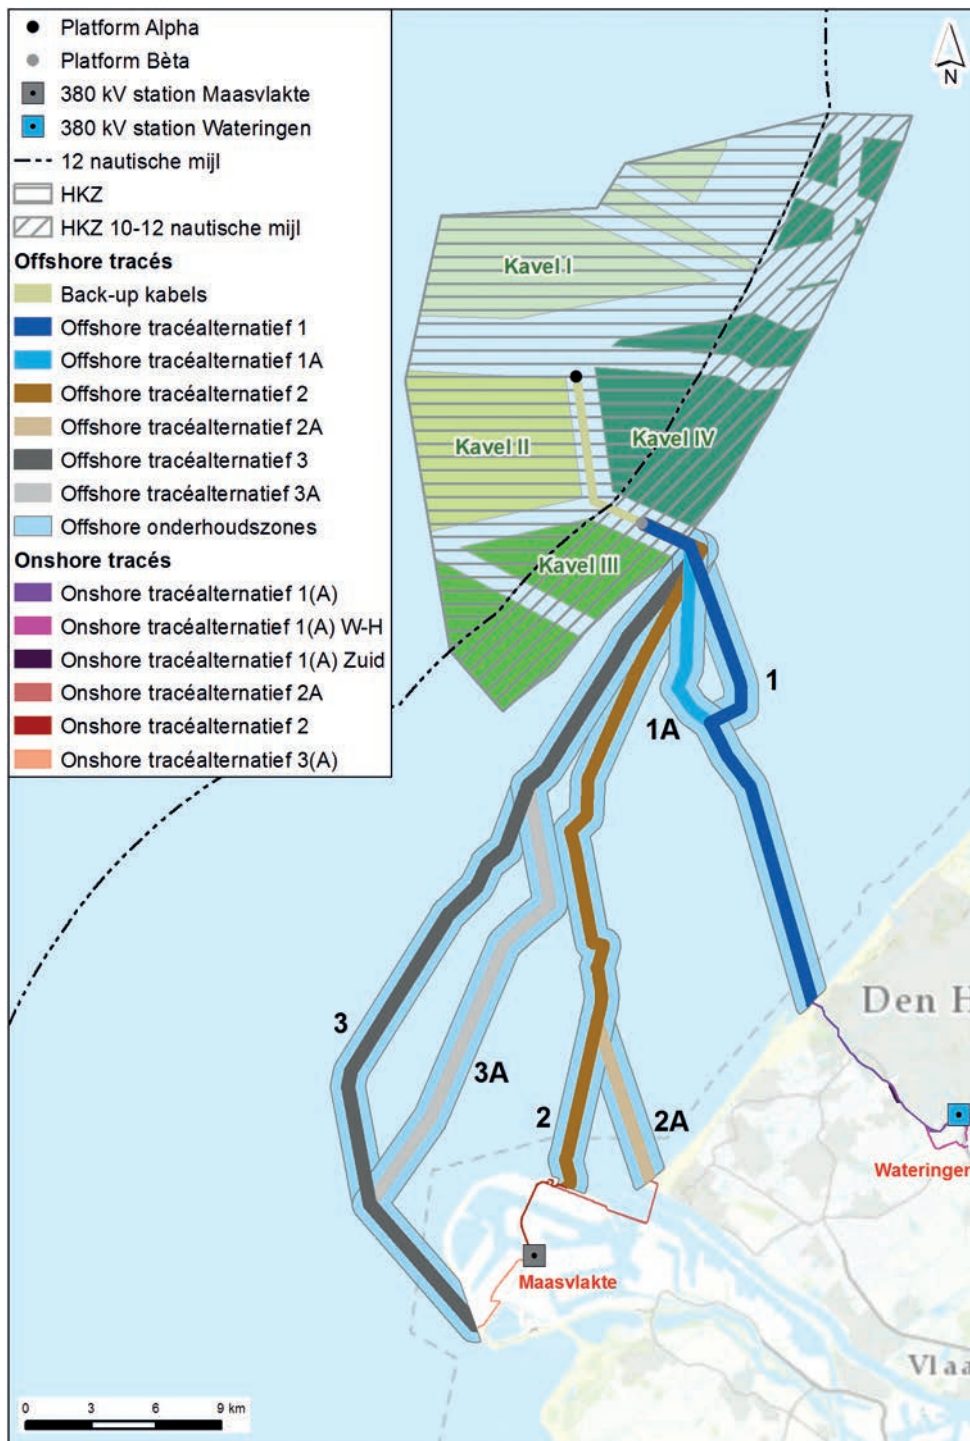 Platform Alpha
Platform Bèta
380 kV station Maasvlakte
380 kV station Wateringen
12 nautische mijl
HKZ
HKZ 10-12 nautische mijl
Offshore tracés
Back-up kabels
Offshore tracéalternatief 1
Offshore tracéalternatief 1A
Offshore tracéalternatief 2
Offshore tracéalternatief 2A
Offshore tracéalternatief 3
Offshore tracéalternatief 3A
Offshore onderhoudszones
Onshore tracés
Onshore tracéalternatief 1(A)
Onshore tracéalternatief 1(A) W-H
Onshore tracéalternatief 1(A) Zuid
Onshore tracéalternatief 2A
Onshore tracéalternatief 2
Onshore tracéalternatief 3(A)
N
Kavel I
Kavel II
Kavel IV
Kavel III
1
1A
Den H
3
3A
2
2A
Wateringen
Maasvlakte
Vlaa
0 3 6 9 km